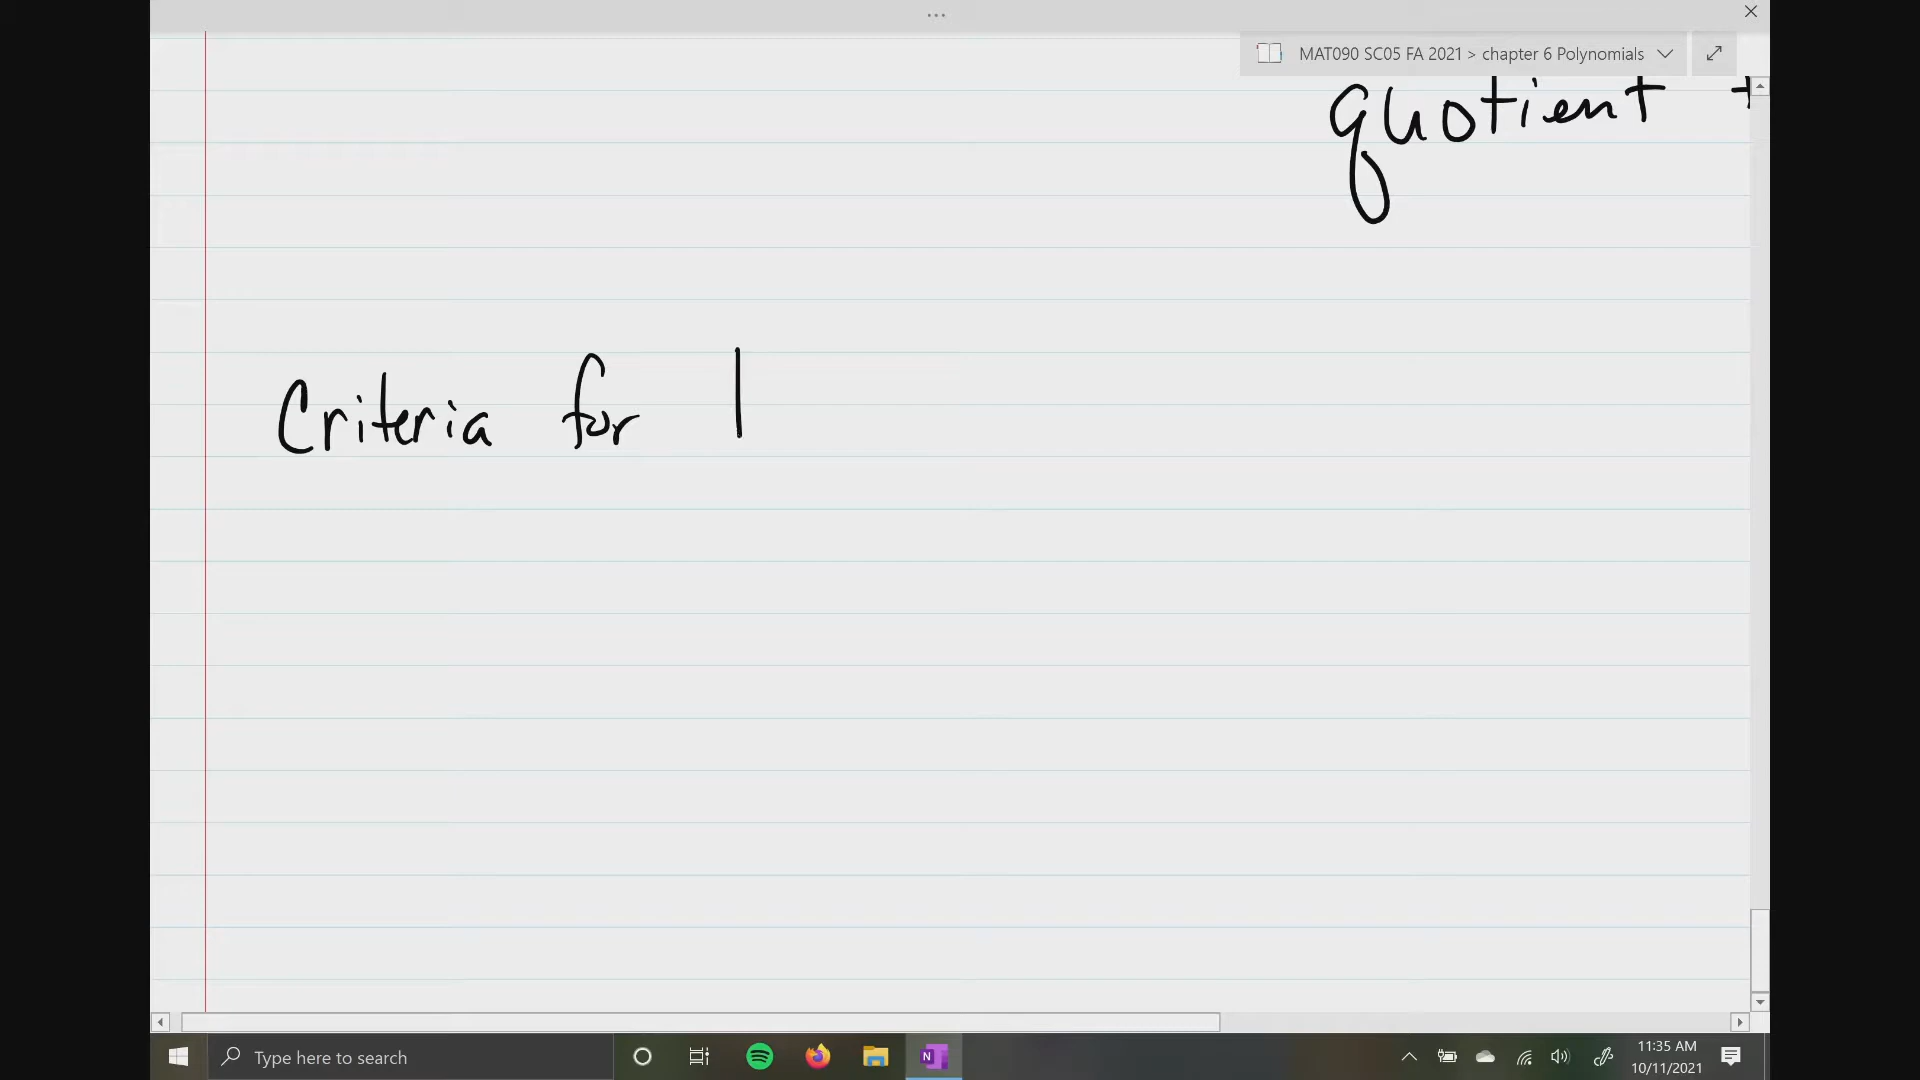 MAT090 SC05 FA 2021 > chapter 6 Polynomials
quotient +
Criteria for
Type here to search
11:35 AM
10/11/2021